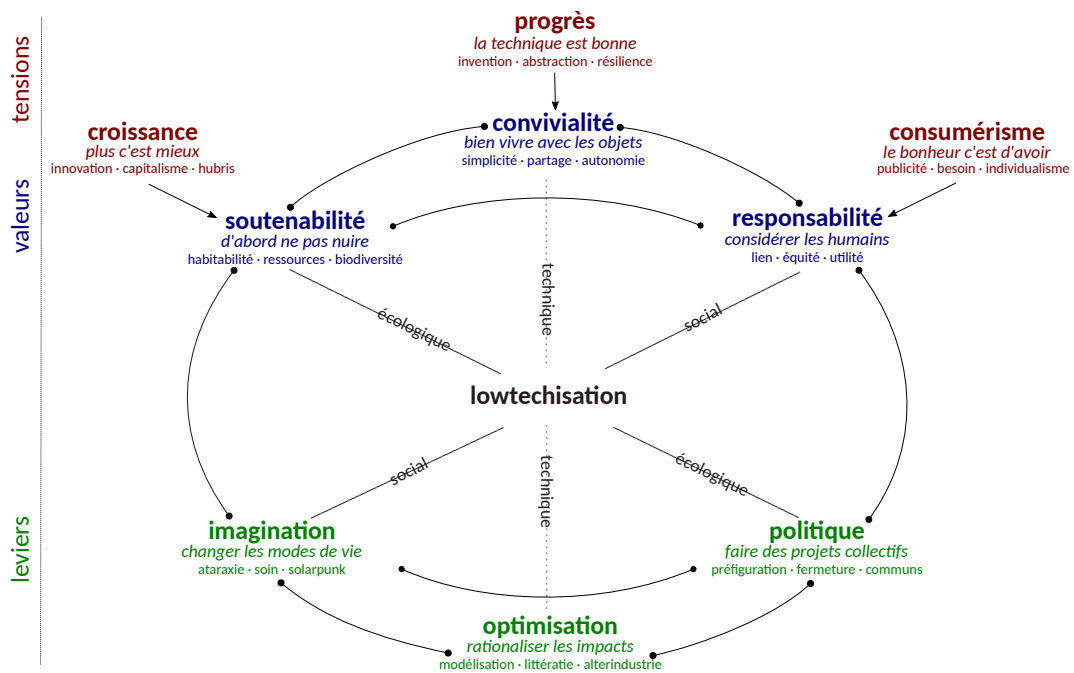 progrès
la technique est bonne
invention · abstraction · résilience
tensions
croissance
plus c'est mieux
innovation · capitalisme · hubris
convivialité
bien vivre avec les objets
simplicité · partage · autonomie
consumérisme
le bonheur c'est d'avoir
publicité · besoin · individualisme
valeurs
soutenabilité
d'abord ne pas nuire
habitabilité · ressources · biodiversité
responsabilité
considérer les humains
lien · équité · utilité
écologique
technique
social
lowtechisation
social
technique
écologique
leviers
imagination
changer les modes de vie
ataraxie · soin · solarpunk
politique
faire des projets collectifs
préfiguration · fermeture · communs
optimisation
rationaliser les impacts
modélisation · littératie · alterindustrie